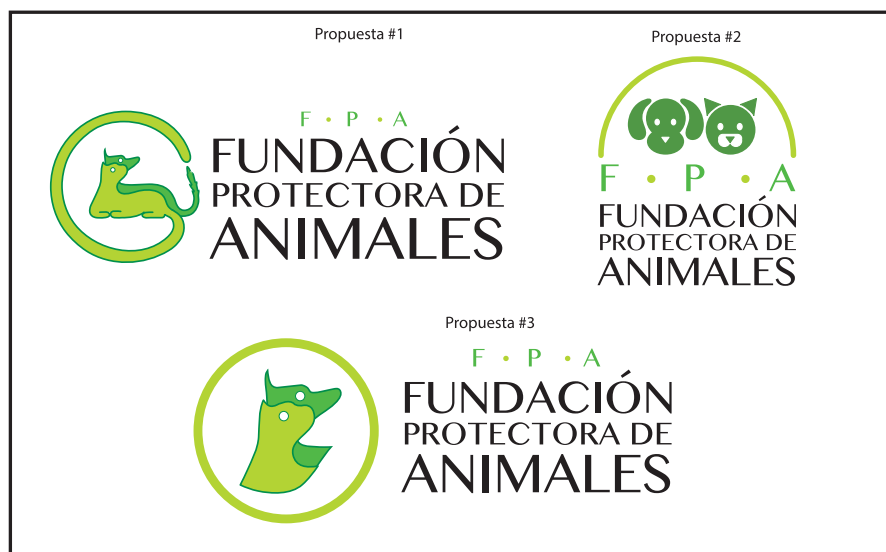 Propuesta #1
F · P · A
FUNDACIÓN
PROTECTORA DE
ANIMALES
Propuesta #2
F · P · A
FUNDACIÓN
PROTECTORA DE
ANIMALES
Propuesta #3
F · P · A
FUNDACIÓN
PROTECTORA DE
ANIMALES